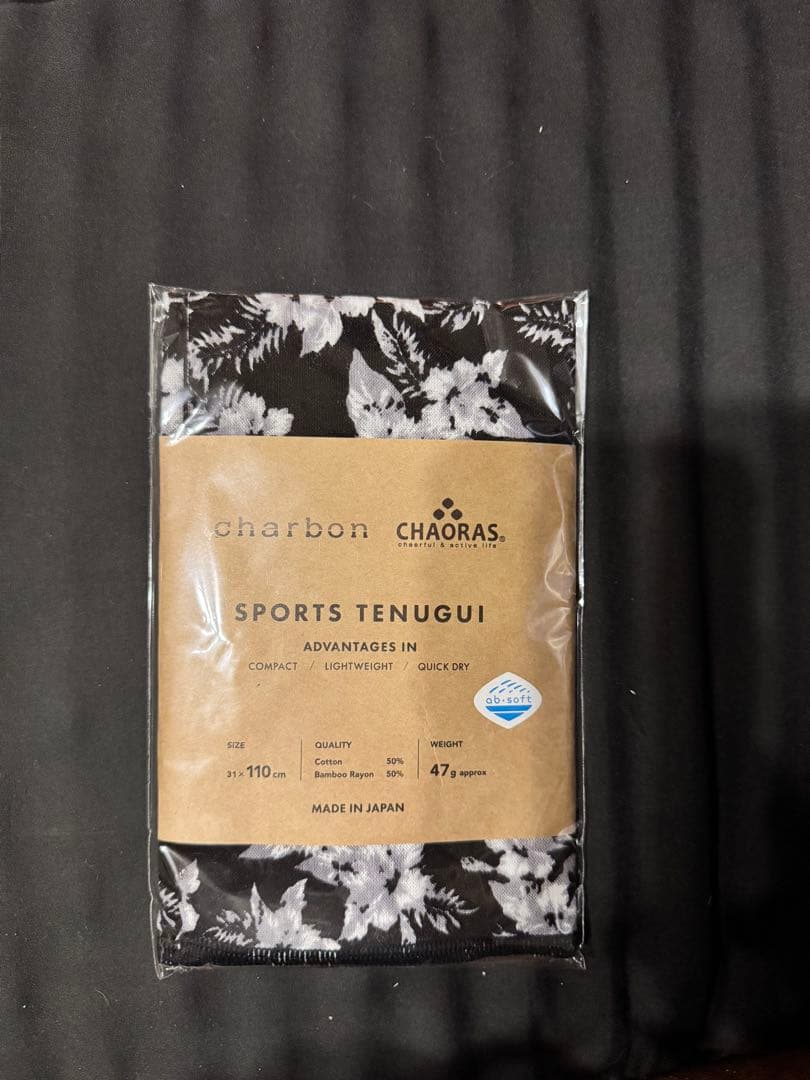 charbon
CHAORAS®
cheerful & active life
SPORTS TENUGUI
ADVANTAGES IN
COMPACT / LIGHTWEIGHT / QUICK DRY
ab・soft
SIZE
31×110cm
QUALITY
Cotton 50%
Bamboo Rayon 50%
WEIGHT
47g approx
MADE IN JAPAN